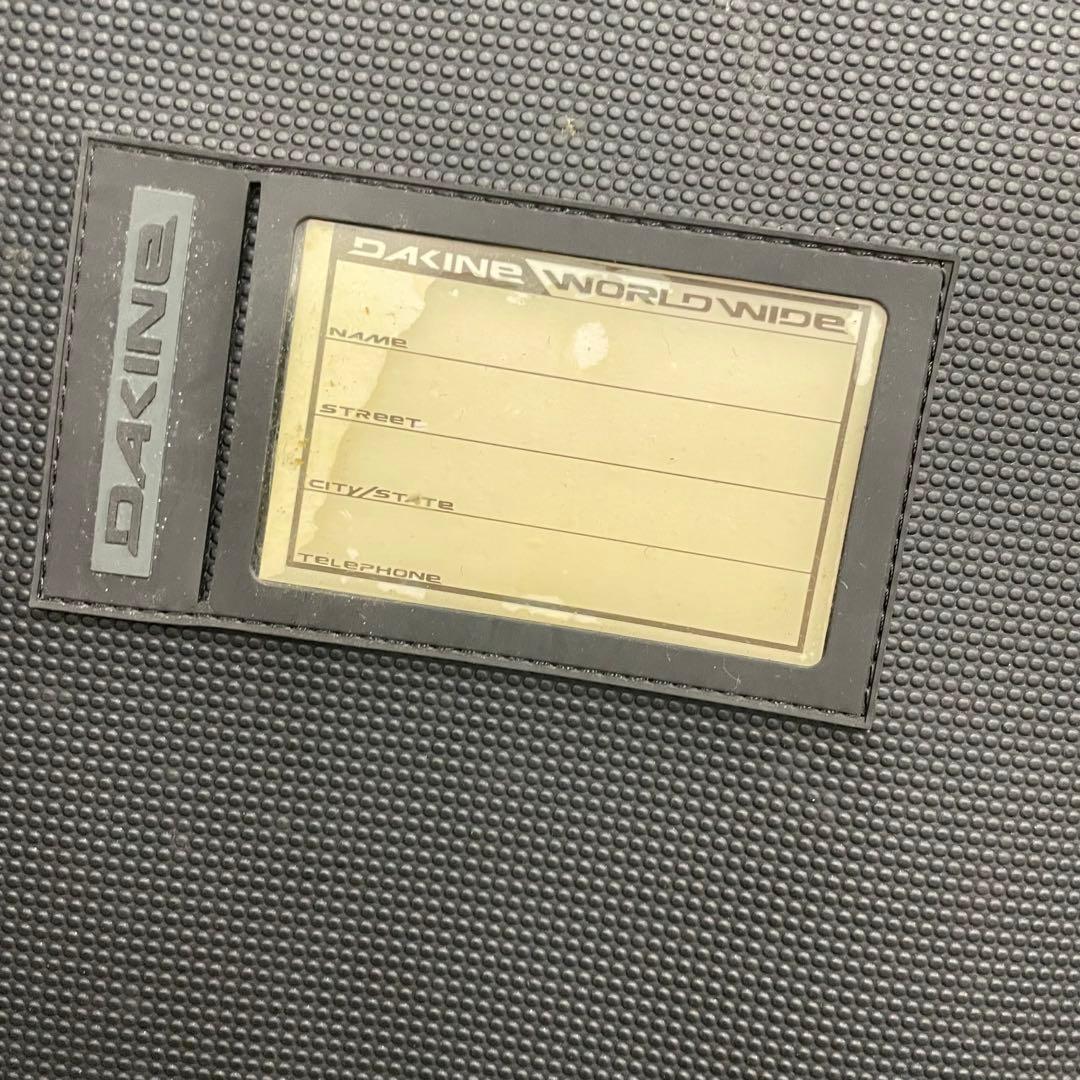 DAKINE
DAKINE WORLDWIDE
NAME
STREET
CITY/STATE
TELEPHONE